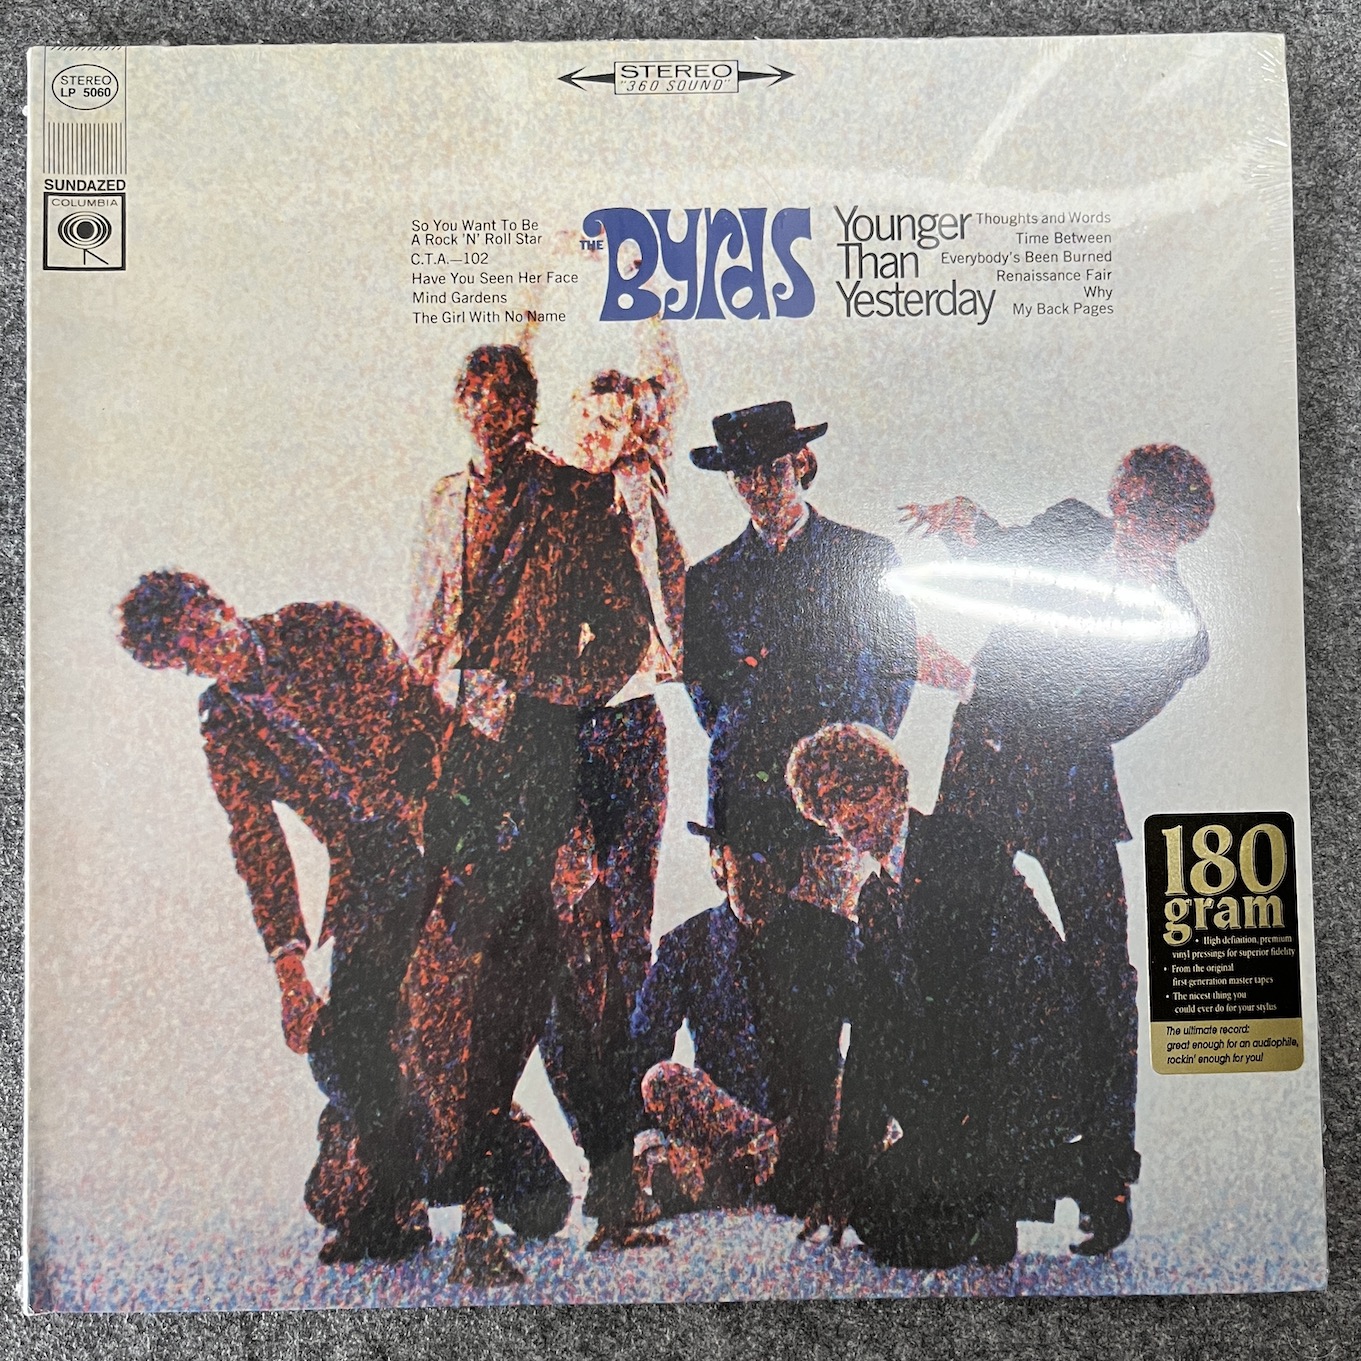 STEREO
LP 5060
SUNDAZED
COLUMBIA
STEREO
"360 SOUND"
So You Want To Be
A Rock 'N' Roll Star
C.T.A.—102
Have You Seen Her Face
Mind Gardens
The Girl With No Name
THE Byrds
Younger
Than
Yesterday
Thoughts and Words
Time Between
Everybody's Been Burned
Renaissance Fair
Why
My Back Pages
180
gram
• High definition, premium
vinyl pressings for superior fidelity
• From the original
first generation master tapes
• The nicest thing you
could ever do for your stylus
The ultimate record:
great enough for an audiophile,
rockin' enough for you!